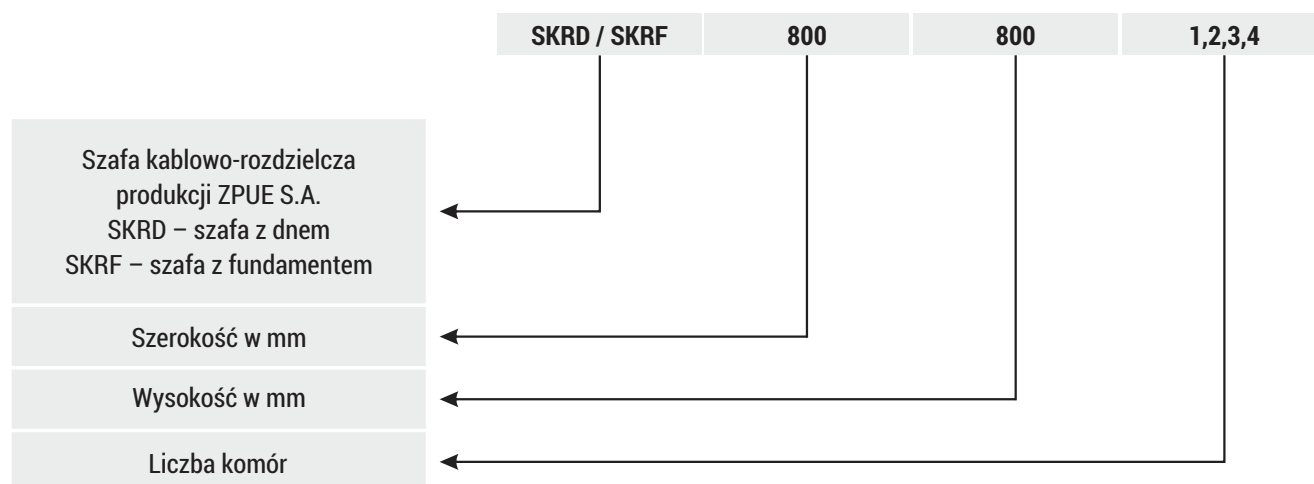 SKRD / SKRF 800 800 1,2,3,4
Szafa kablowo-rozdzielcza
produkcji ZPUE S.A.
SKRD – szafa z dnem
SKRF – szafa z fundamentem
Szerokość w mm
Wysokość w mm
Liczba komór